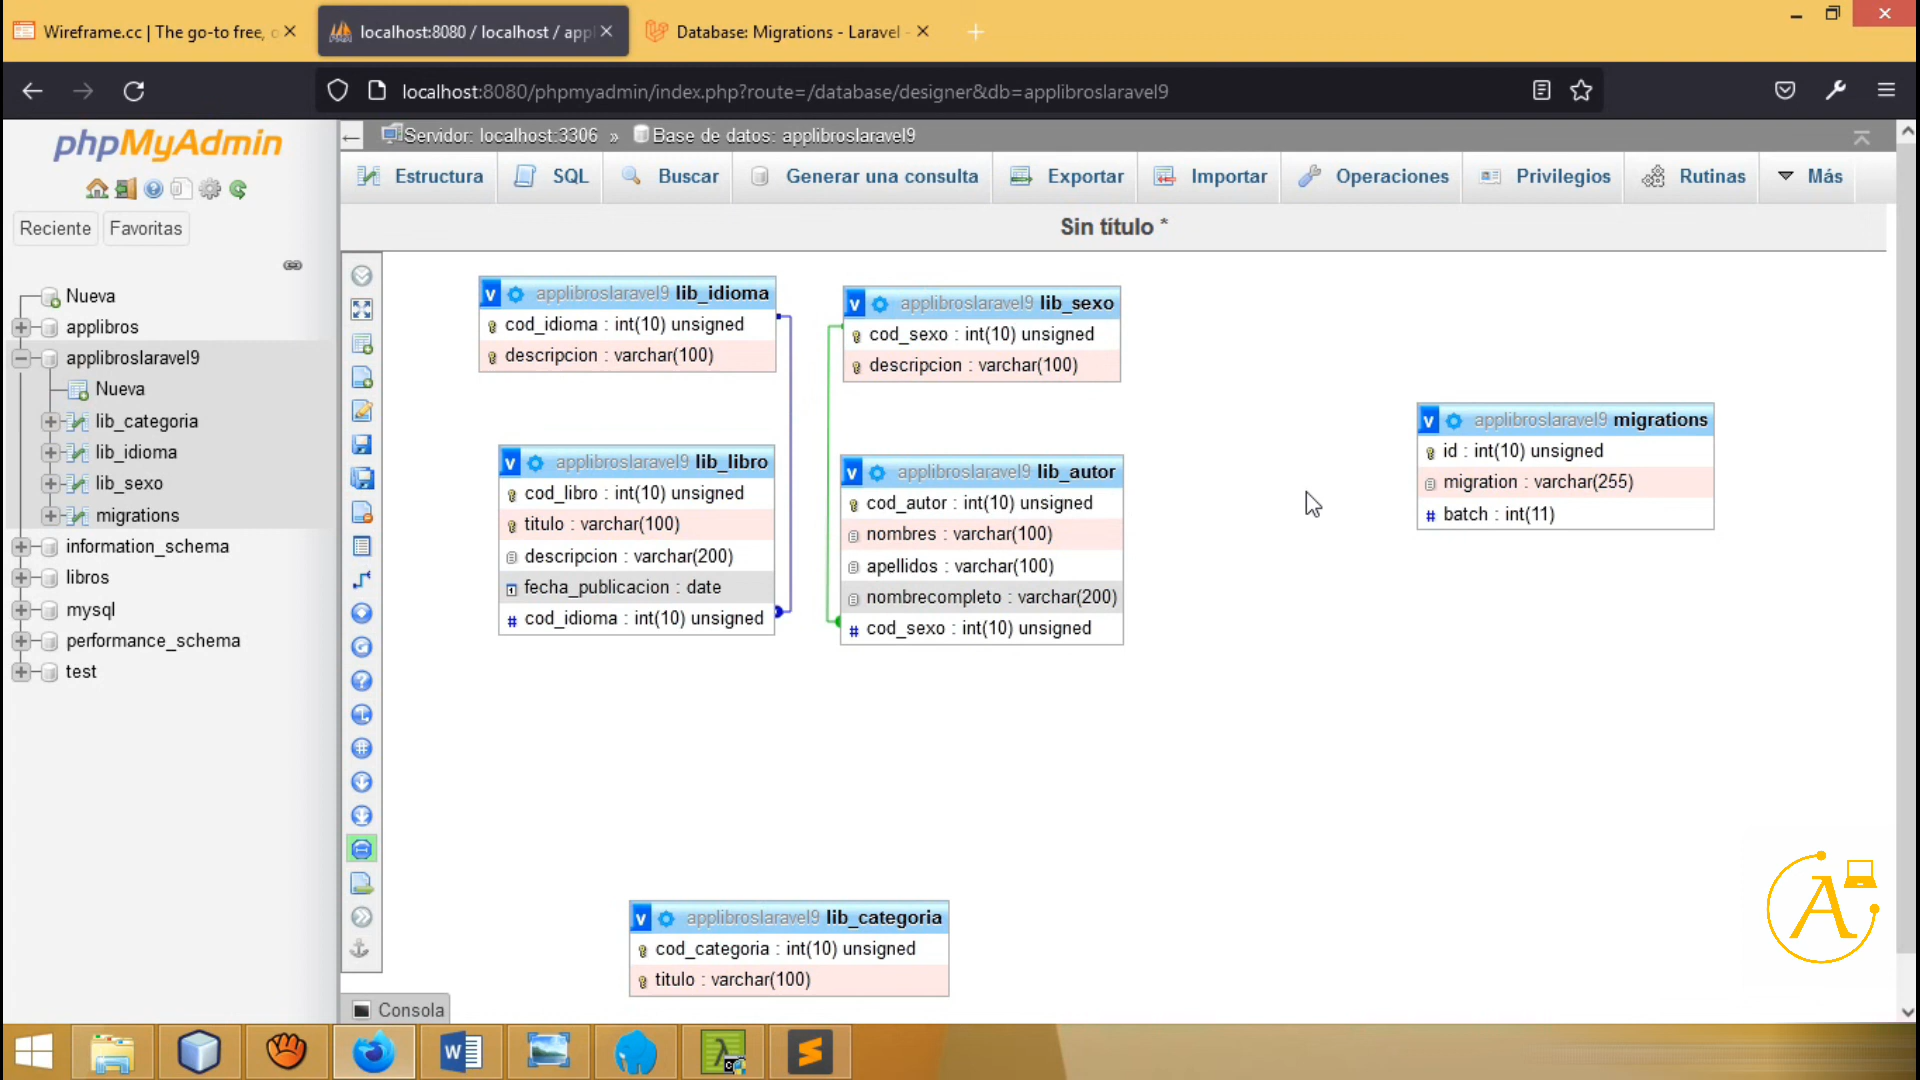 Wireframe.cc | The go-to free, o
localhost:8080 / localhost / appl
Database: Migrations - Laravel -
localhost:8080/phpmyadmin/index.php?route=/database/designer&db=applibroslaravel9
phpMyAdmin
Reciente
Favoritas
Nueva
applibros
applibroslaravel9
Nueva
lib_categoria
lib_idioma
lib_sexo
migrations
information_schema
libros
mysql
performance_schema
test
Servidor: localhost:3306 » Base de datos: applibroslaravel9
Estructura
SQL
Buscar
Generar una consulta
Exportar
Importar
Operaciones
Privilegios
Rutinas
Más
Sin título *
v applibroslaravel9 lib_idioma
cod_idioma : int(10) unsigned
descripcion : varchar(100)
v applibroslaravel9 lib_sexo
cod_sexo : int(10) unsigned
descripcion : varchar(100)
v applibroslaravel9 migrations
id : int(10) unsigned
migration : varchar(255)
# batch : int(11)
v applibroslaravel9 lib_libro
cod_libro : int(10) unsigned
titulo : varchar(100)
descripcion : varchar(200)
fecha_publicacion : date
# cod_idioma : int(10) unsigned
v applibroslaravel9 lib_autor
cod_autor : int(10) unsigned
nombres : varchar(100)
apellidos : varchar(100)
nombrecompleto : varchar(200)
# cod_sexo : int(10) unsigned
v applibroslaravel9 lib_categoria
cod_categoria : int(10) unsigned
titulo : varchar(100)
Consola
A